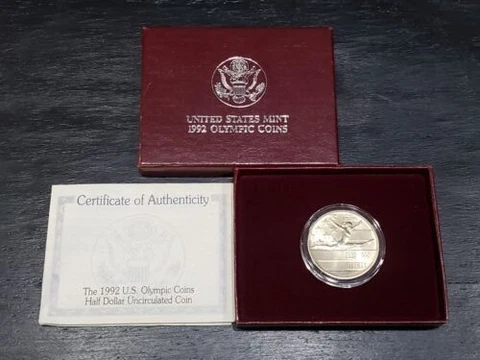 UNITED STATES MINT
1992 OLYMPIC COINS
Certificate of Authenticity
The 1992 U.S. Olympic Coins
Half Dollar Uncirculated Coin